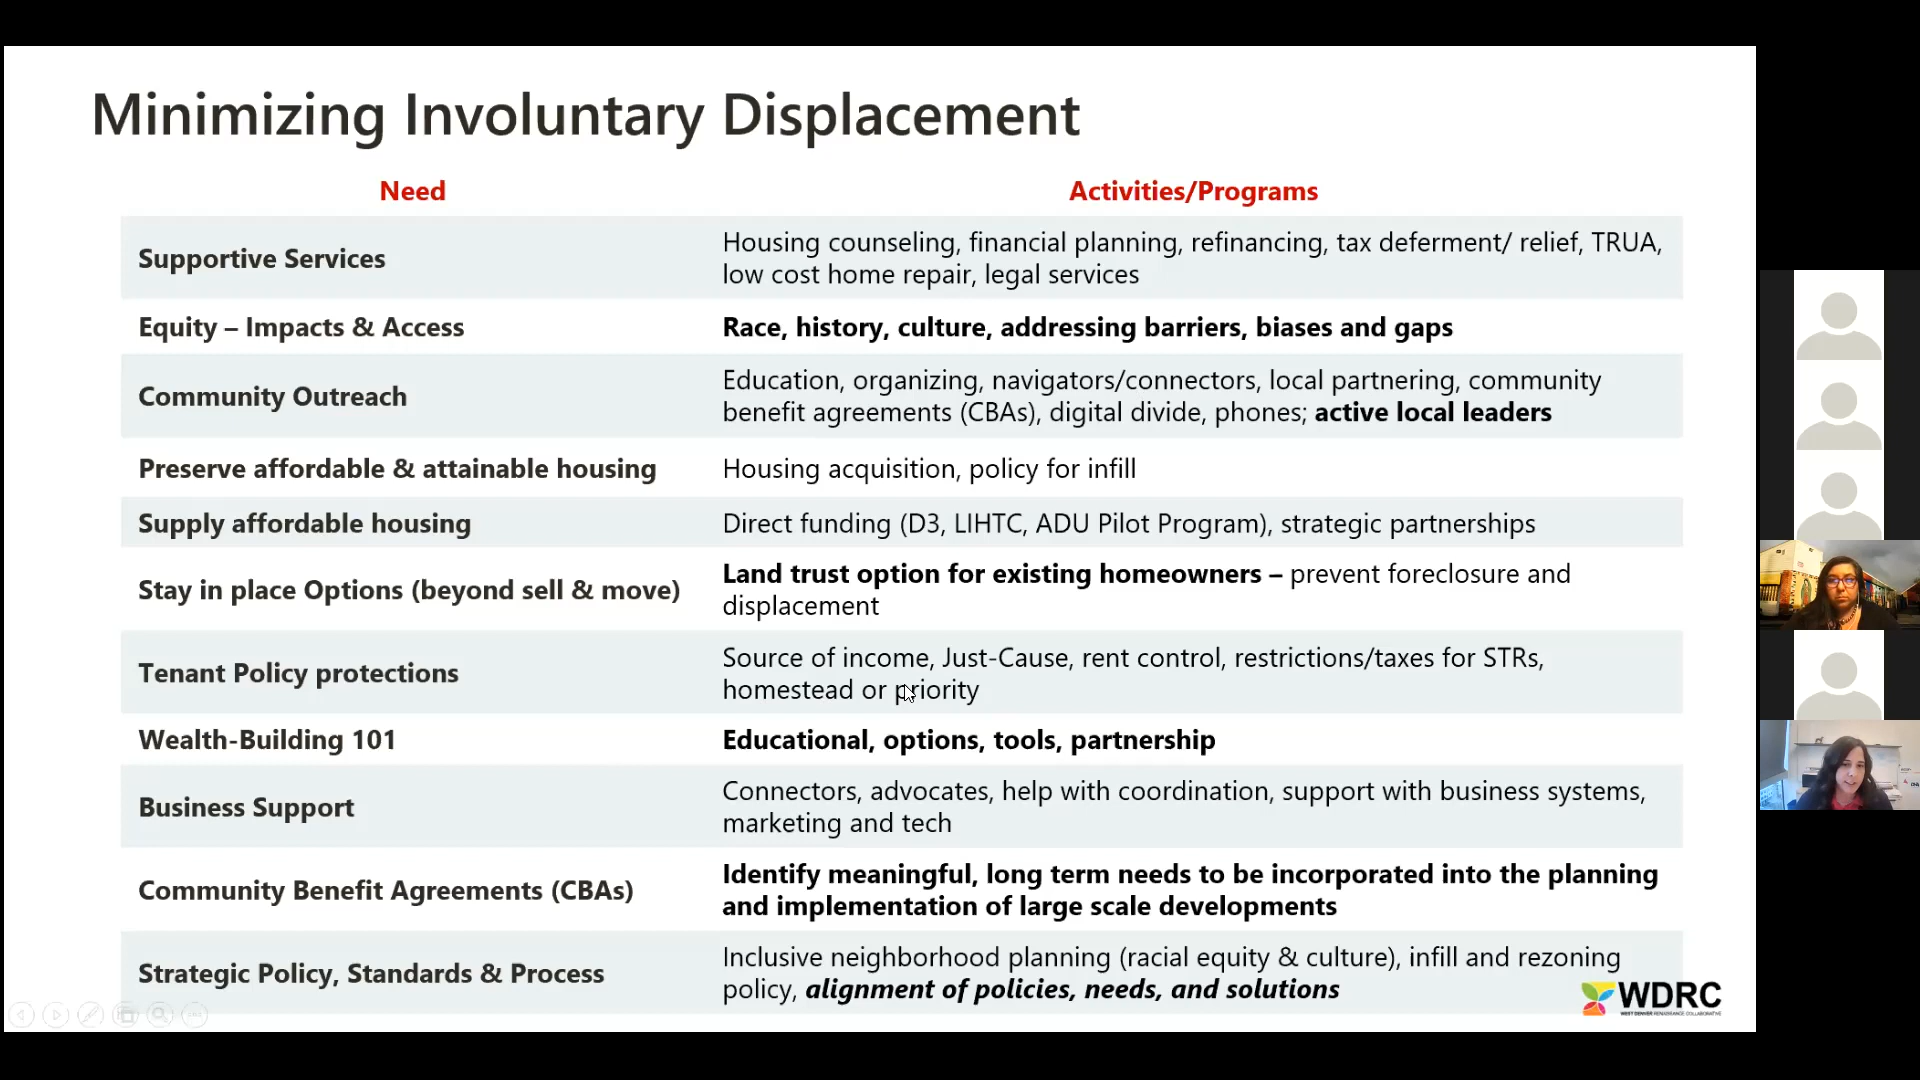 Minimizing Involuntary Displacement
Need
Activities/Programs
Supportive Services
Housing counseling, financial planning, refinancing, tax deferment/ relief, TRUA,
low cost home repair, legal services
Equity – Impacts & Access
Race, history, culture, addressing barriers, biases and gaps
Community Outreach
Education, organizing, navigators/connectors, local partnering, community
benefit agreements (CBAs), digital divide, phones; active local leaders
Preserve affordable & attainable housing
Housing acquisition, policy for infill
Supply affordable housing
Direct funding (D3, LIHTC, ADU Pilot Program), strategic partnerships
Stay in place Options (beyond sell & move)
Land trust option for existing homeowners – prevent foreclosure and
displacement
Tenant Policy protections
Source of income, Just-Cause, rent control, restrictions/taxes for STRs,
homestead or priority
Wealth-Building 101
Educational, options, tools, partnership
Business Support
Connectors, advocates, help with coordination, support with business systems,
marketing and tech
Community Benefit Agreements (CBAs)
Identify meaningful, long term needs to be incorporated into the planning
and implementation of large scale developments
Strategic Policy, Standards & Process
Inclusive neighborhood planning (racial equity & culture), infill and rezoning
policy, alignment of policies, needs, and solutions
WDRC
WEST DENVER RENAISSANCE COLLABORATIVE